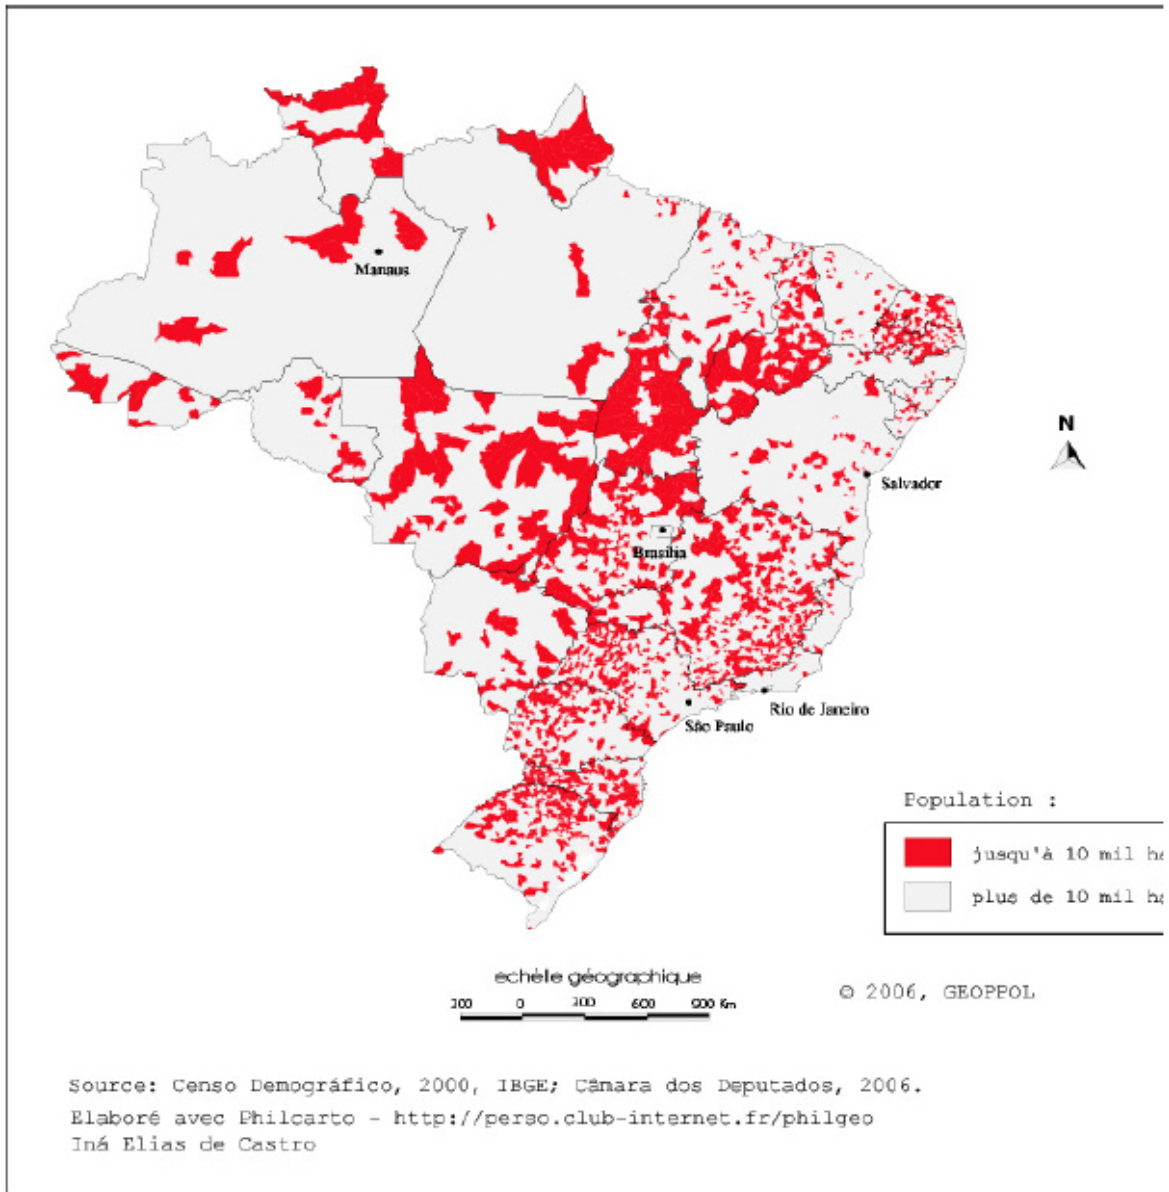 Manaus
N
Salvador
Brasília
Rio de Janeiro
São Paulo
Population :
jusqu'à 10 mil
plus de 10 mil
echélle géographique
300 0 300 600 900 Km
© 2006, GEOPPOL
Source: Censo Demográfico, 2000, IBGE; Câmara dos Deputados, 2006.
Elaboré avec Philcarto - http://perso.club-internet.fr/philgeo
Iná Elias de Castro